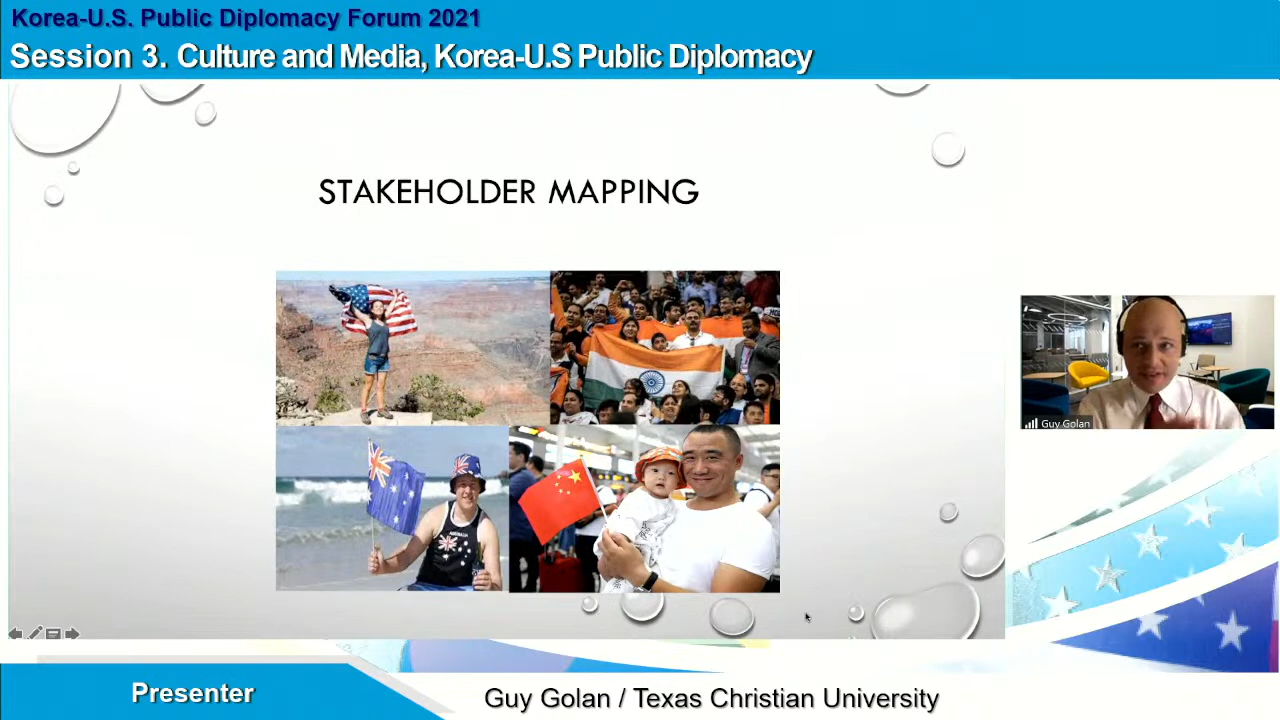 Korea-U.S. Public Diplomacy Forum 2021
Session 3. Culture and Media, Korea-U.S Public Diplomacy
STAKEHOLDER MAPPING
AUSTRALIA
Guy Golan
Presenter
Guy Golan / Texas Christian University